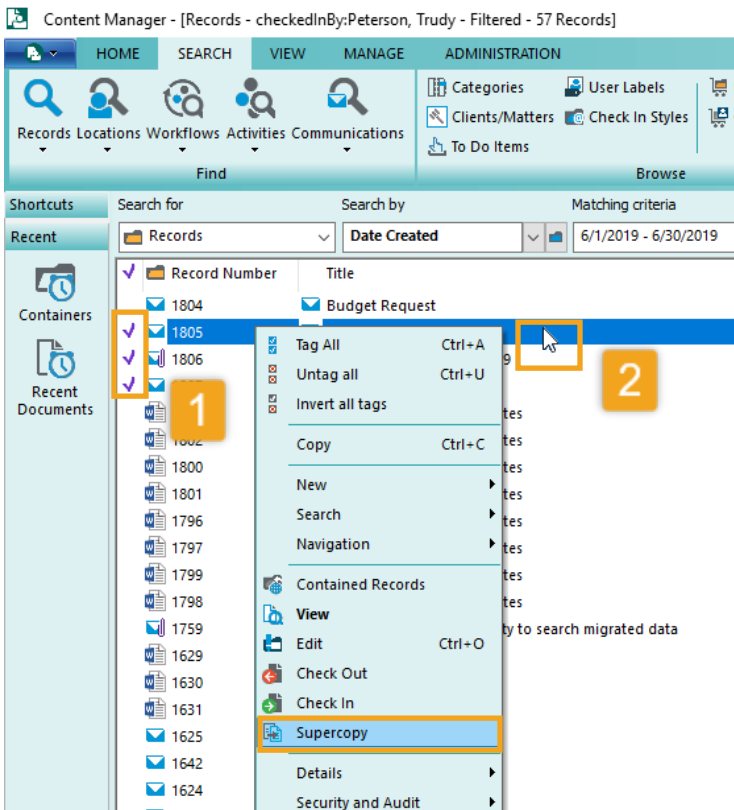 Content Manager - [Records - checkedInBy:Peterson, Trudy - Filtered - 57 Records]
HOME SEARCH VIEW MANAGE ADMINISTRATION
Categories User Labels
Clients/Matters Check In Styles
To Do Items
Records Locations Workflows Activities Communications
Find Browse
Shortcuts Search for Search by Matching criteria
Recent Records Date Created 6/1/2019 - 6/30/2019
Record Number Title
Containers
Recent
Documents
1804 Budget Request
1805
1806 9
1 2
tes
1802 tes
1800 tes
1801 tes
1796 tes
1797 tes
1799 tes
1798 tes
1759 ty to search migrated data
1629
1630
1631
1625
1642
1624
Tag All Ctrl+A
Untag all Ctrl+U
Invert all tags
Copy Ctrl+C
New
Search
Navigation
Contained Records
View
Edit Ctrl+O
Check Out
Check In
Supercopy
Details
Security and Audit